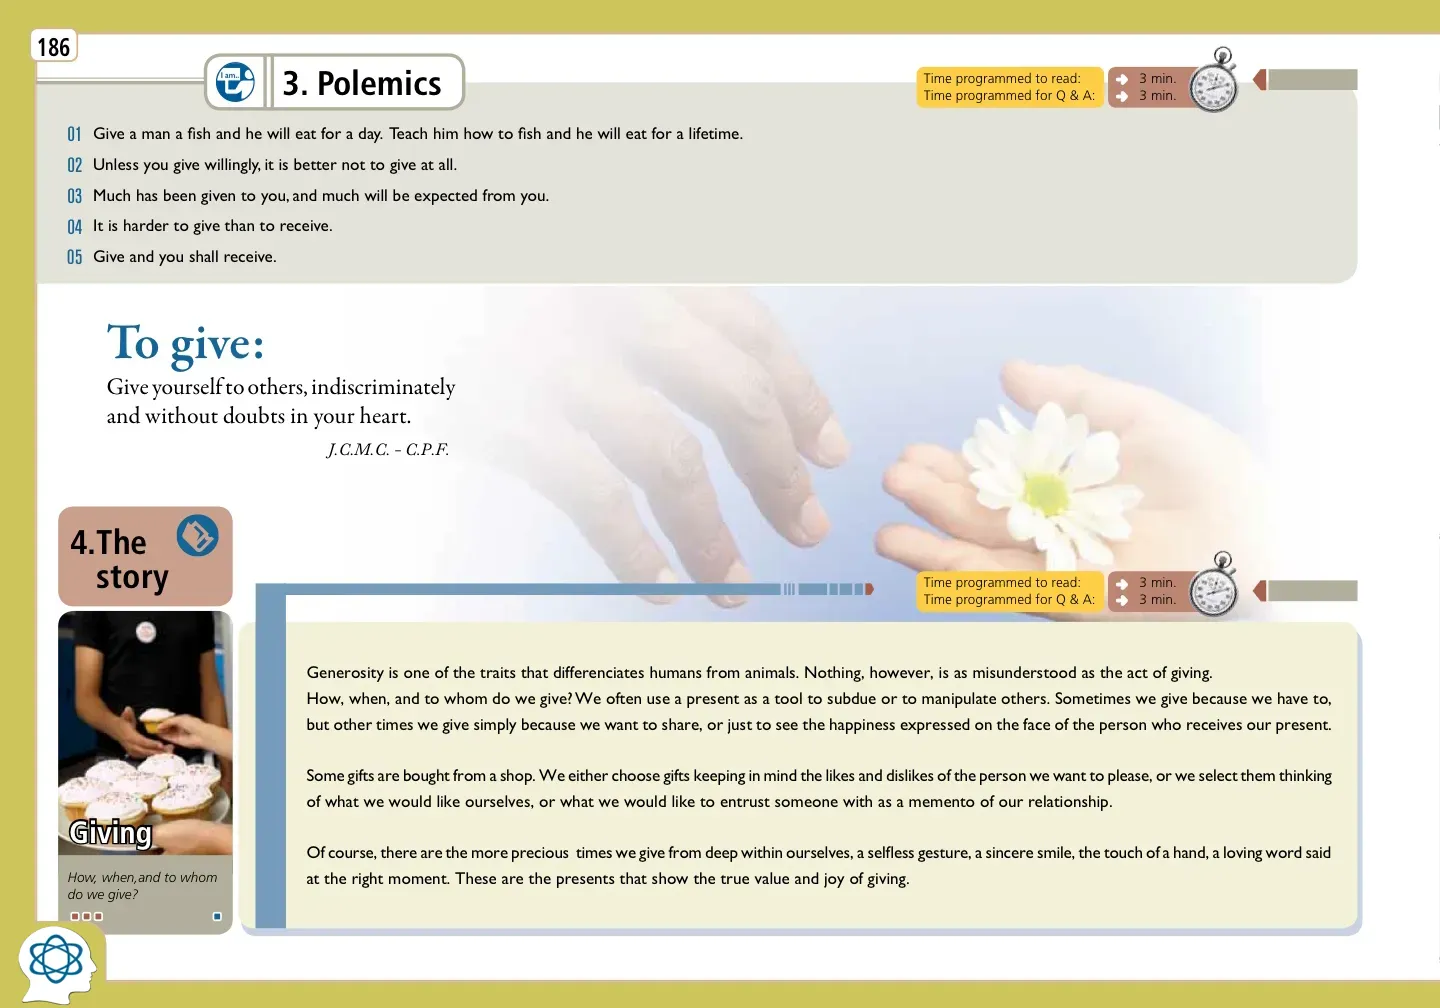 186
I am..
3. Polemics
Time programmed to read: 3 min.
Time programmed for Q & A: 3 min.
01 Give a man a fish and he will eat for a day. Teach him how to fish and he will eat for a lifetime.
02 Unless you give willingly, it is better not to give at all.
03 Much has been given to you, and much will be expected from you.
04 It is harder to give than to receive.
05 Give and you shall receive.
To give:
Give yourself to others, indiscriminately
and without doubts in your heart.
J.C.M.C. – C.P.F.
4.The
story
Time programmed to read: 3 min.
Time programmed for Q & A: 3 min.
Giving
How, when,and to whom
do we give?
Generosity is one of the traits that differenciates humans from animals. Nothing, however, is as misunderstood as the act of giving.
How, when, and to whom do we give? We often use a present as a tool to subdue or to manipulate others. Sometimes we give because we have to,
but other times we give simply because we want to share, or just to see the happiness expressed on the face of the person who receives our present.
Some gifts are bought from a shop. We either choose gifts keeping in mind the likes and dislikes of the person we want to please, or we select them thinking
of what we would like ourselves, or what we would like to entrust someone with as a memento of our relationship.
Of course, there are the more precious times we give from deep within ourselves, a selfless gesture, a sincere smile, the touch of a hand, a loving word said
at the right moment. These are the presents that show the true value and joy of giving.